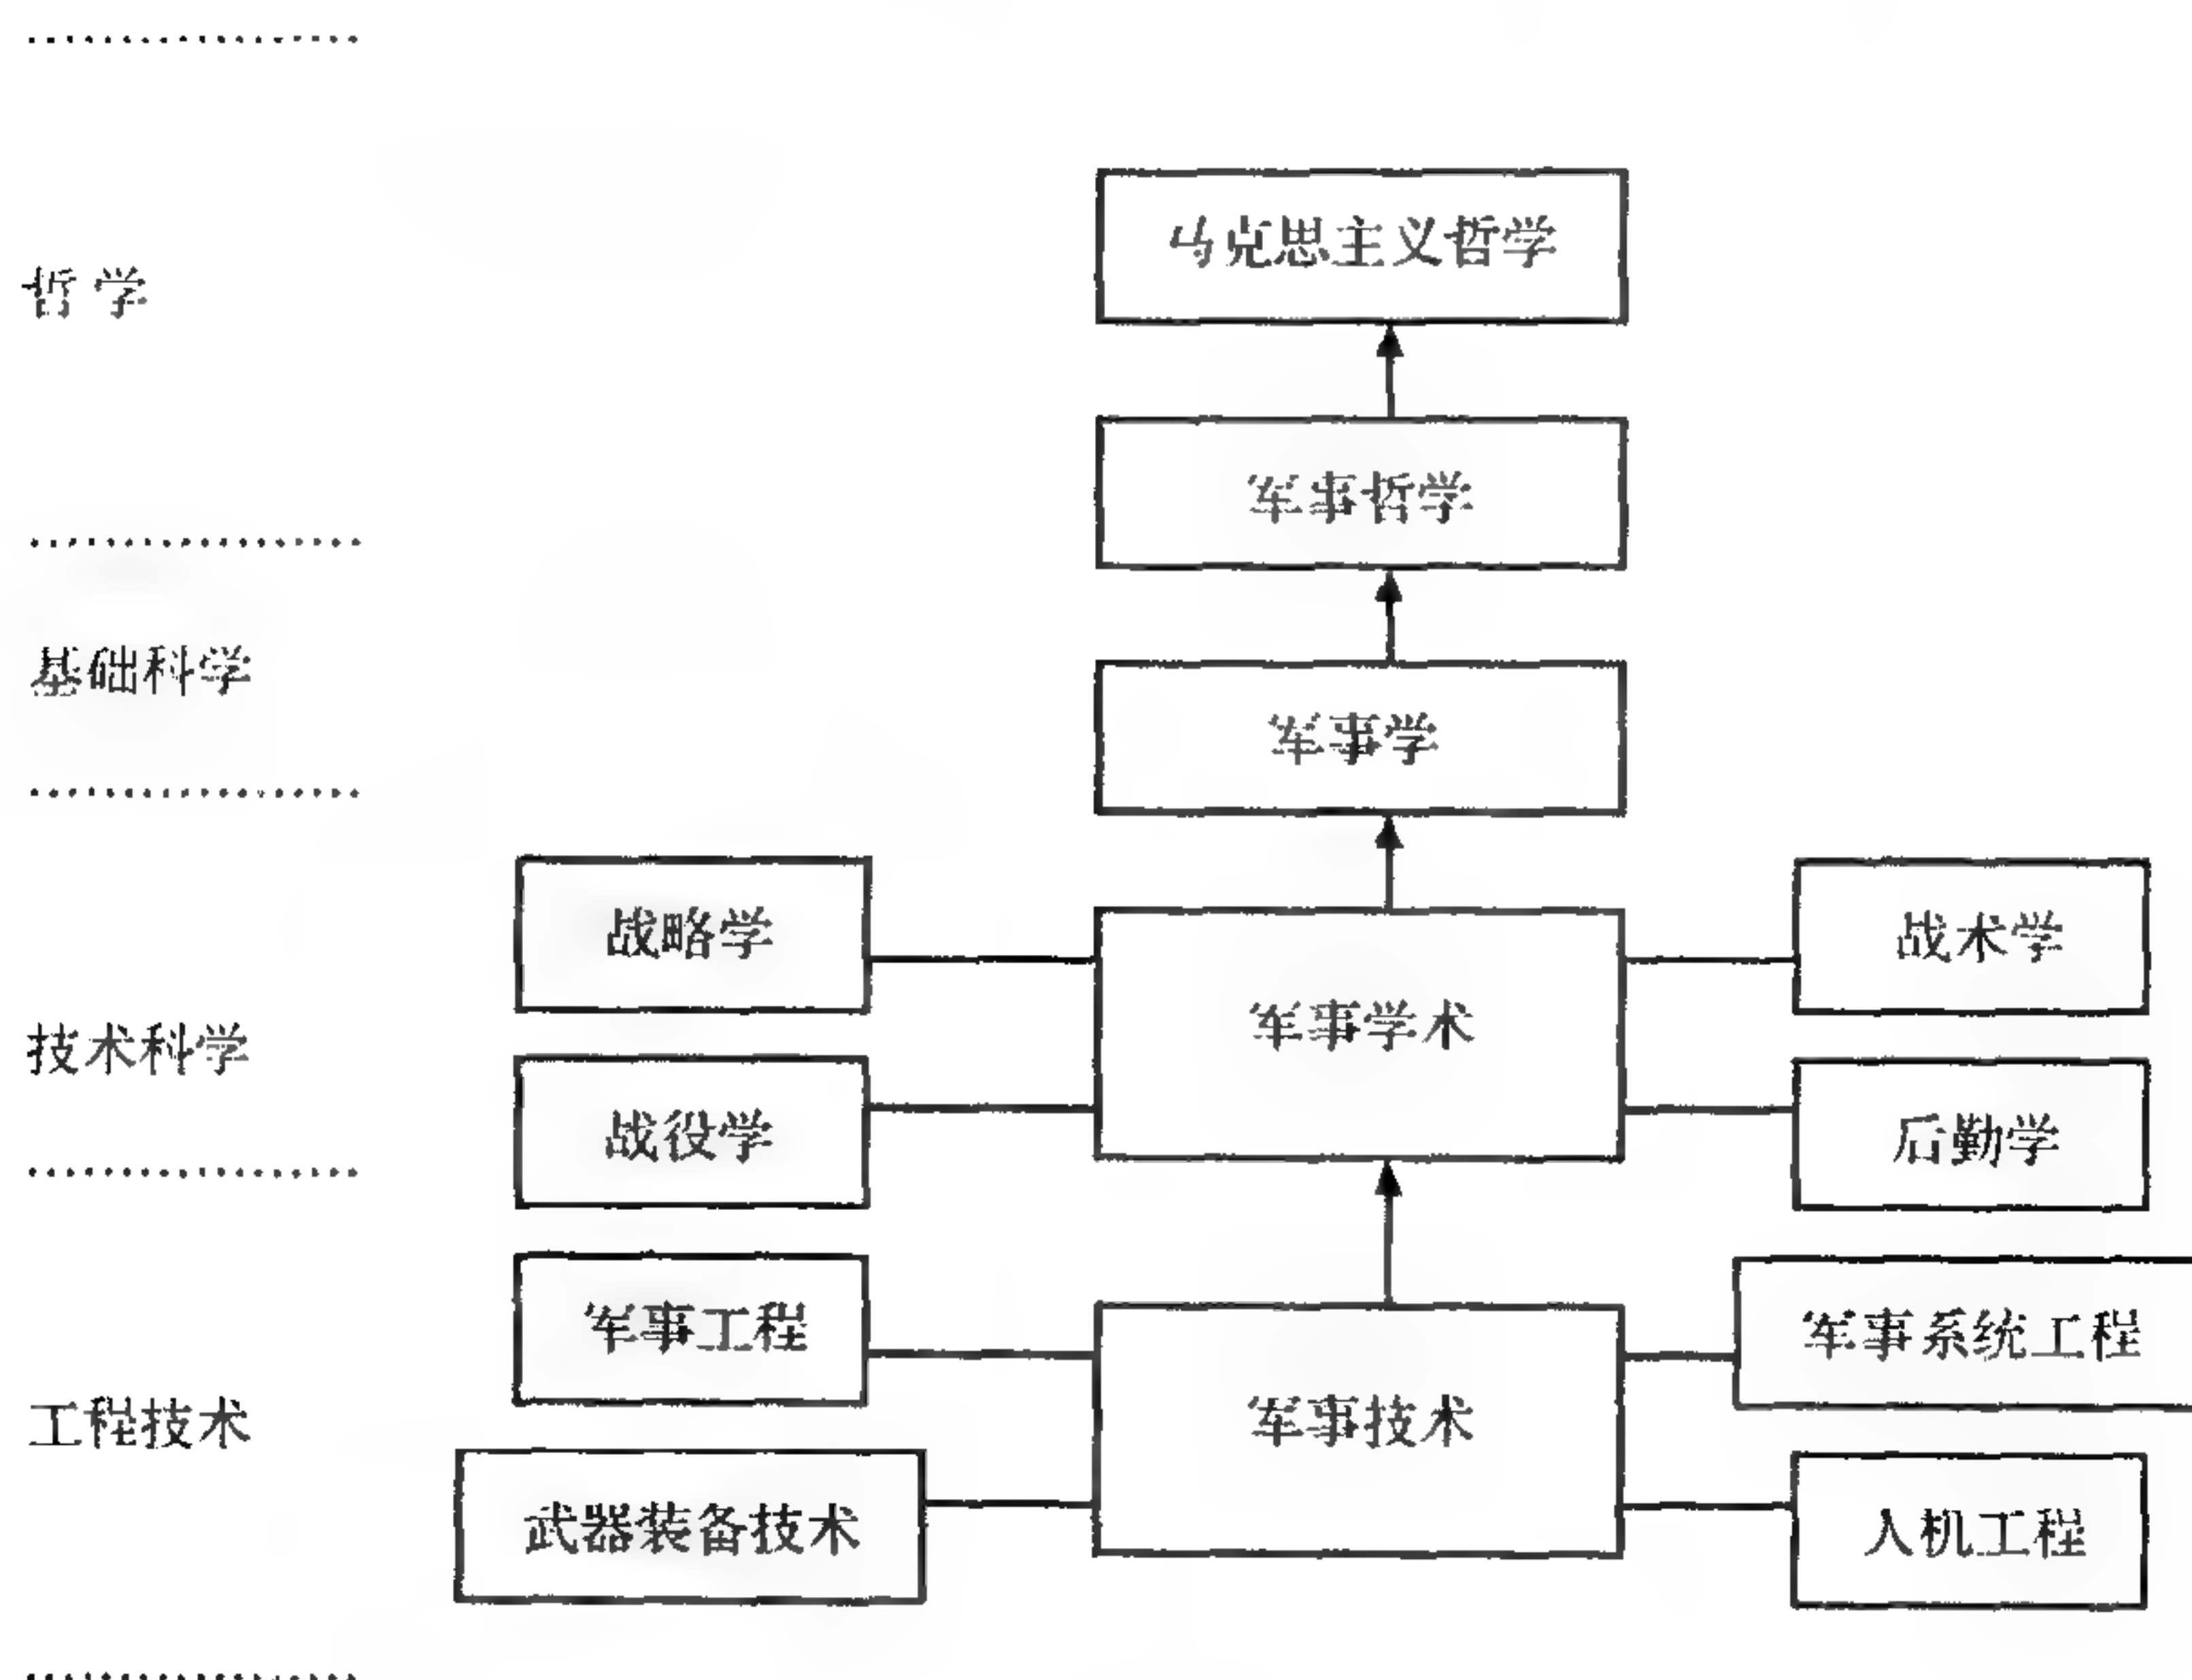 马克思主义哲学
哲学
军事哲学
基础科学
军事学
战略学
战术学
军事学术
技术科学
战役学
后勤学
军事工程
军事系统工程
工程技术
军事技术
武器装备技术
人机工程